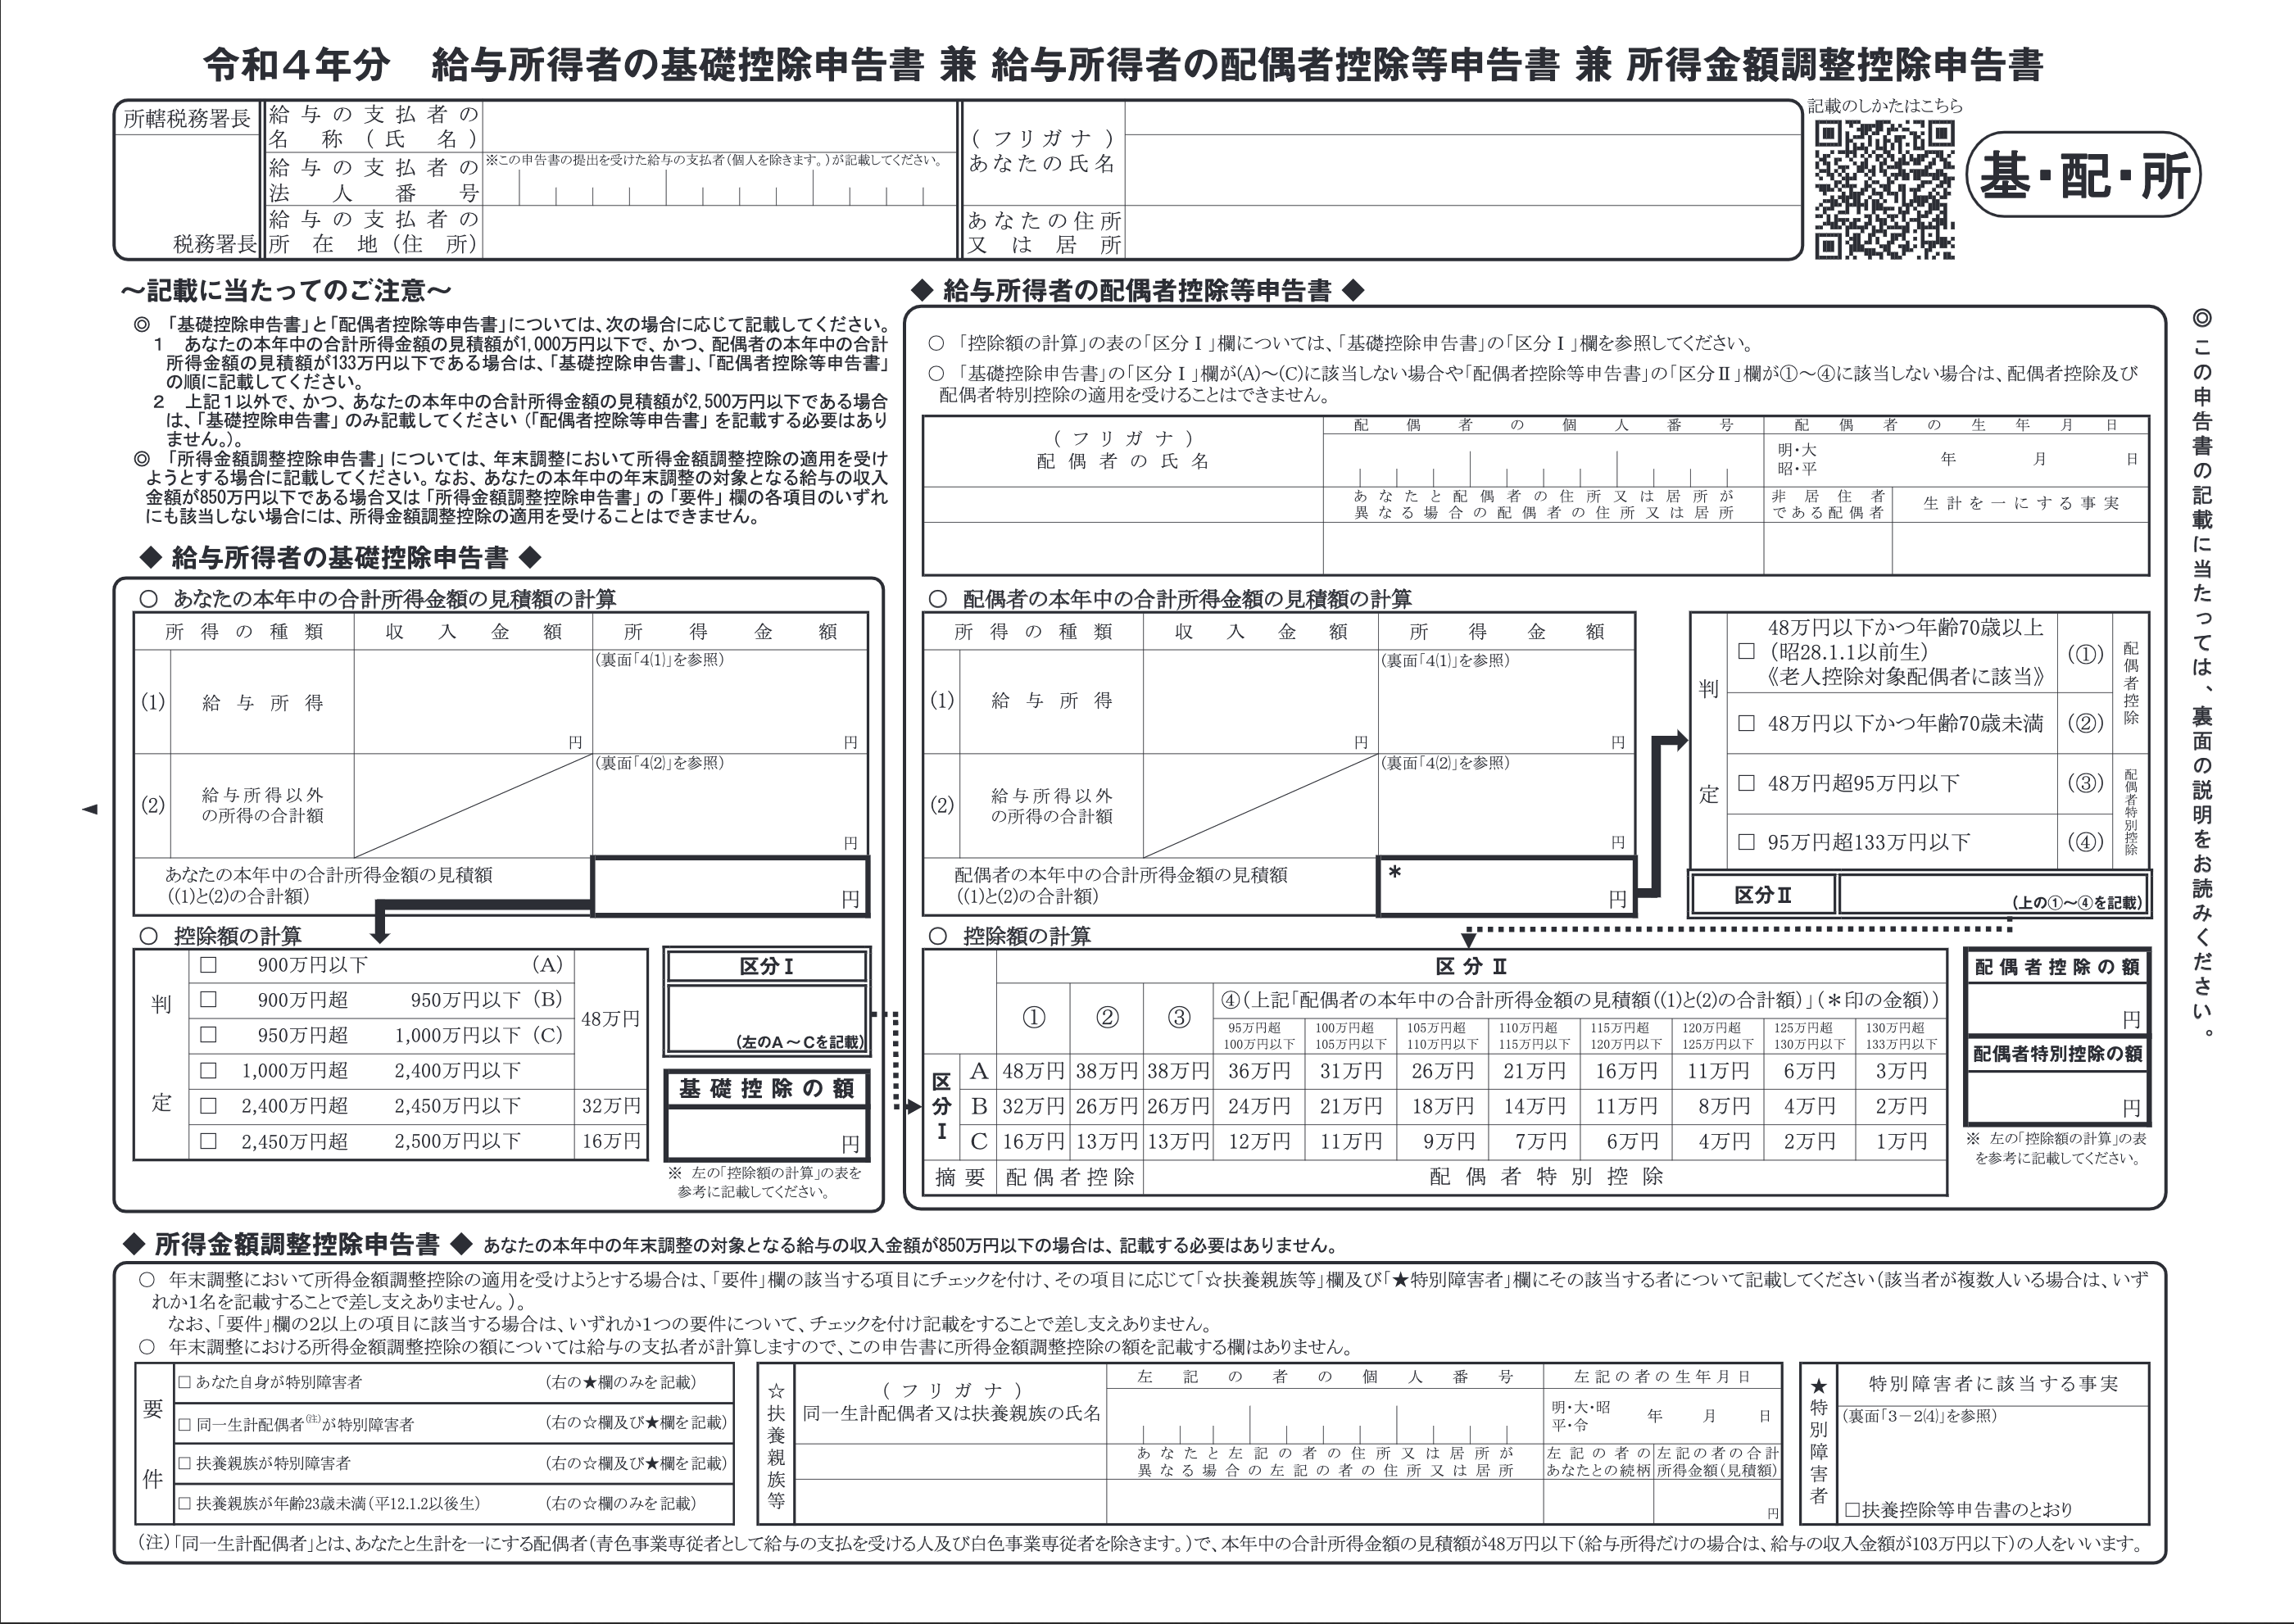 令和４年分　給与所得者の基礎控除申告書 兼 給与所得者の配偶者控除等申告書 兼 所得金額調整控除申告書
所轄税務署長
税務署長
給与の支払者の
名称（氏名）
給与の支払者の
法人番号
※この申告書の提出を受けた給与の支払者（個人を除きます。）が記載してください。
給与の支払者の
所在地（住所）
（フリガナ）
あなたの氏名
あなたの住所
又は居所
記載のしかたはこちら
基・配・所
～記載に当たってのご注意～
◎　「基礎控除申告書」と「配偶者控除等申告書」については、次の場合に応じて記載してください。
１　あなたの本年中の合計所得金額の見積額が1,000万円以下で、かつ、配偶者の本年中の合計
所得金額の見積額が133万円以下である場合は、「基礎控除申告書」、「配偶者控除等申告書」
の順に記載してください。
２　上記１以外で、かつ、あなたの本年中の合計所得金額の見積額が2,500万円以下である場合
は、「基礎控除申告書」のみ記載してください（「配偶者控除等申告書」を記載する必要はあり
ません。）。
◎　「所得金額調整控除申告書」については、年末調整において所得金額調整控除の適用を受け
ようとする場合に記載してください。なお、あなたの本年中の年末調整の対象となる給与の収入
金額が850万円以下である場合又は「所得金額調整控除申告書」の「要件」欄の各項目のいずれ
にも該当しない場合には、所得金額調整控除の適用を受けることはできません。
◆ 給与所得者の基礎控除申告書 ◆
○　あなたの本年中の合計所得金額の見積額の計算
所得の種類　収入金額　所得金額
(1)　給与所得　円　（裏面「4(1)」を参照）　円
(2)　給与所得以外
の所得の合計額　（裏面「4(2)」を参照）　円
あなたの本年中の合計所得金額の見積額
（(1)と(2)の合計額）　円
○　控除額の計算
判定
□　900万円以下　(A)
□　900万円超　950万円以下 (B)
□　950万円超　1,000万円以下 (C)
□　1,000万円超　2,400万円以下
48万円
□　2,400万円超　2,450万円以下　32万円
□　2,450万円超　2,500万円以下　16万円
区分Ⅰ
（左のＡ～Ｃを記載）
基礎控除の額
円
※　左の「控除額の計算」の表を
参考に記載してください。
◆ 給与所得者の配偶者控除等申告書 ◆
○　「控除額の計算」の表の「区分Ⅰ」欄については、「基礎控除申告書」の「区分Ⅰ」欄を参照してください。
○　「基礎控除申告書」の「区分Ⅰ」欄が(A)～(C)に該当しない場合や「配偶者控除等申告書」の「区分Ⅱ」欄が①～④に該当しない場合は、配偶者控除及び
配偶者特別控除の適用を受けることはできません。
（フリガナ）
配偶者の氏名
配偶者の個人番号
配偶者の生年月日
明・大
昭・平　年　月　日
あなたと配偶者の住所又は居所が
異なる場合の配偶者の住所又は居所
非居住者
である配偶者
生計を一にする事実
○　配偶者の本年中の合計所得金額の見積額の計算
所得の種類　収入金額　所得金額
(1)　給与所得　円　（裏面「4(1)」を参照）　円
(2)　給与所得以外
の所得の合計額　（裏面「4(2)」を参照）　円
配偶者の本年中の合計所得金額の見積額
（(1)と(2)の合計額）　＊　円
判定
□　48万円以下かつ年齢70歳以上
（昭28.1.1以前生）
《老人控除対象配偶者に該当》　（①）
□　48万円以下かつ年齢70歳未満　（②）
配偶者控除
□　48万円超95万円以下　（③）
□　95万円超133万円以下　（④）
配偶者特別控除
区分Ⅱ　（上の①～④を記載）
○　控除額の計算
区分Ⅱ
①　②　③　④（上記「配偶者の本年中の合計所得金額の見積額（(1)と(2)の合計額）」（＊印の金額））
95万円超　100万円超　105万円超　110万円超　115万円超　120万円超　125万円超　130万円超
100万円以下　105万円以下　110万円以下　115万円以下　120万円以下　125万円以下　130万円以下　133万円以下
区分Ⅰ
A　48万円　38万円　38万円　36万円　31万円　26万円　21万円　16万円　11万円　6万円　3万円
B　32万円　26万円　26万円　24万円　21万円　18万円　14万円　11万円　8万円　4万円　2万円
C　16万円　13万円　13万円　12万円　11万円　9万円　7万円　6万円　4万円　2万円　1万円
摘要　配偶者控除　配偶者特別控除
配偶者控除の額
円
配偶者特別控除の額
円
※　左の「控除額の計算」の表
を参考に記載してください。
◎この申告書の記載に当たっては、裏面の説明をお読みください。
◆ 所得金額調整控除申告書 ◆　あなたの本年中の年末調整の対象となる給与の収入金額が850万円以下の場合は、記載する必要はありません。
○　年末調整において所得金額調整控除の適用を受けようとする場合は、「要件」欄の該当する項目にチェックを付け、その項目に応じて「☆扶養親族等」欄及び「★特別障害者」欄にその該当する者について記載してください（該当者が複数人いる場合は、いず
れか1名を記載することで差し支えありません。）。
なお、「要件」欄の2以上の項目に該当する場合は、いずれか1つの要件について、チェックを付け記載をすることで差し支えありません。
○　年末調整における所得金額調整控除の額については給与の支払者が計算しますので、この申告書に所得金額調整控除の額を記載する欄はありません。
要件
□ あなた自身が特別障害者　（右の★欄のみを記載）
□ 同一生計配偶者(注)が特別障害者　（右の☆欄及び★欄を記載）
□ 扶養親族が特別障害者　（右の☆欄及び★欄を記載）
□ 扶養親族が年齢23歳未満（平12.1.2以後生）　（右の☆欄のみを記載）
☆扶養親族等
（フリガナ）
同一生計配偶者又は扶養親族の氏名
左記の者の個人番号
左記の者の生年月日
明・大・昭
平・令　年　月　日
あなたと左記の者の住所又は居所が
異なる場合の左記の者の住所又は居所
左記の者の
あなたとの続柄
左記の者の合計
所得金額（見積額）
円
★特別障害者
特別障害者に該当する事実
（裏面「3－2(4)」を参照）
□扶養控除等申告書のとおり
（注）「同一生計配偶者」とは、あなたと生計を一にする配偶者（青色事業専従者として給与の支払を受ける人及び白色事業専従者を除きます。）で、本年中の合計所得金額の見積額が48万円以下（給与所得だけの場合は、給与の収入金額が103万円以下）の人をいいます。